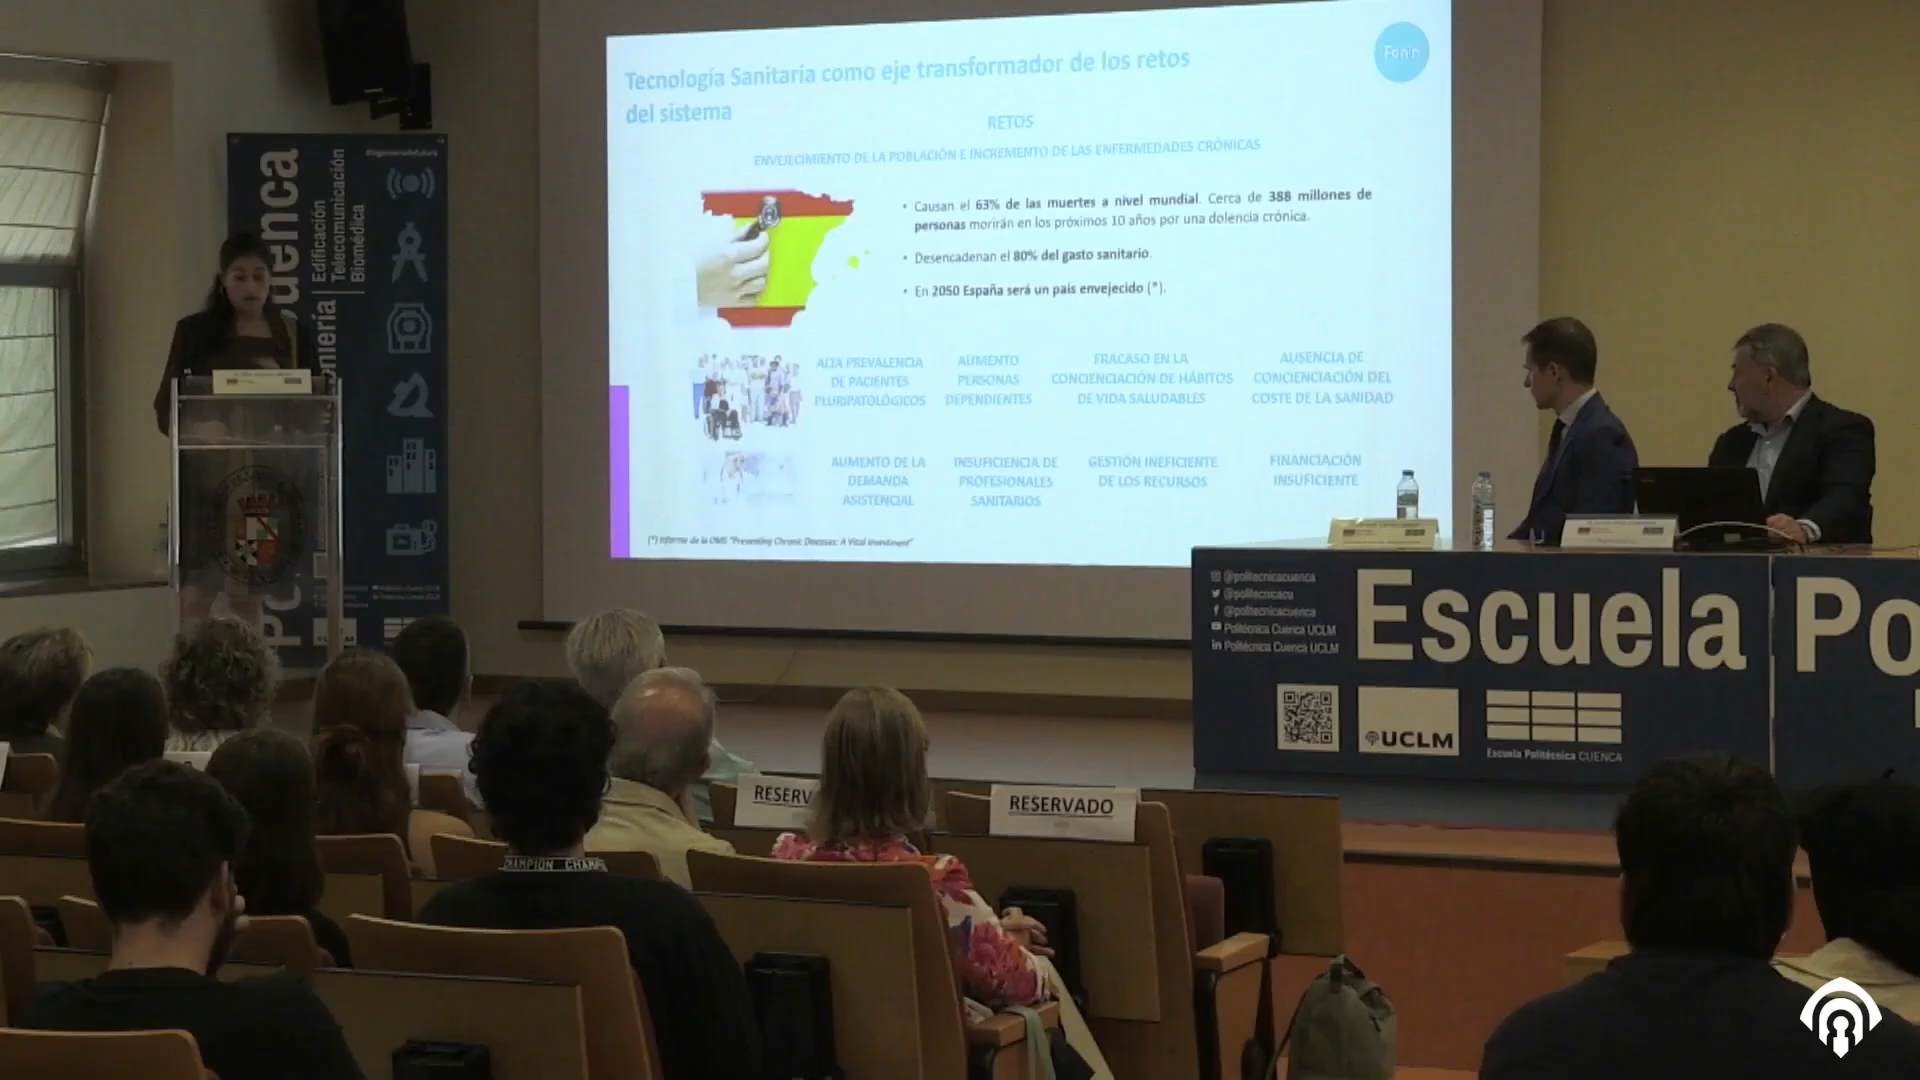 Tecnología Sanitaria como eje transformador de los retos
del sistema
Fenin
RETOS
ENVEJECIMIENTO DE LA POBLACIÓN E INCREMENTO DE LAS ENFERMEDADES CRÓNICAS
• Causan el 63% de las muertes a nivel mundial. Cerca de 388 millones de
personas morirán en los próximos 10 años por una dolencia crónica.
• Desencadenan el 80% del gasto sanitario.
• En 2050 España será un país envejecido (*).
ALTA PREVALENCIA
DE PACIENTES
PLURIPATOLÓGICOS
AUMENTO
PERSONAS
DEPENDIENTES
FRACASO EN LA
CONCIENCIACIÓN DE HÁBITOS
DE VIDA SALUDABLES
AUSENCIA DE
CONCIENCIACIÓN DEL
COSTE DE LA SANIDAD
AUMENTO DE LA
DEMANDA
ASISTENCIAL
INSUFICIENCIA DE
PROFESIONALES
SANITARIOS
GESTIÓN INEFICIENTE
DE LOS RECURSOS
FINANCIACIÓN
INSUFICIENTE
(*) Informe de la OMS "Preventing Chronic Diseases: A Vital Investment"
uenca
Edificación
Telecomunicación
Biomédica
niería
@politecnicacuenca
@politecnicacu
@politecnicacuenca
Politécnica Cuenca UCLM
Politécnica Cuenca UCLM
Escuela Po
UCLM
Escuela Politécnica CUENCA
RESERV
RESERVADO
CHAMPION CHAMP